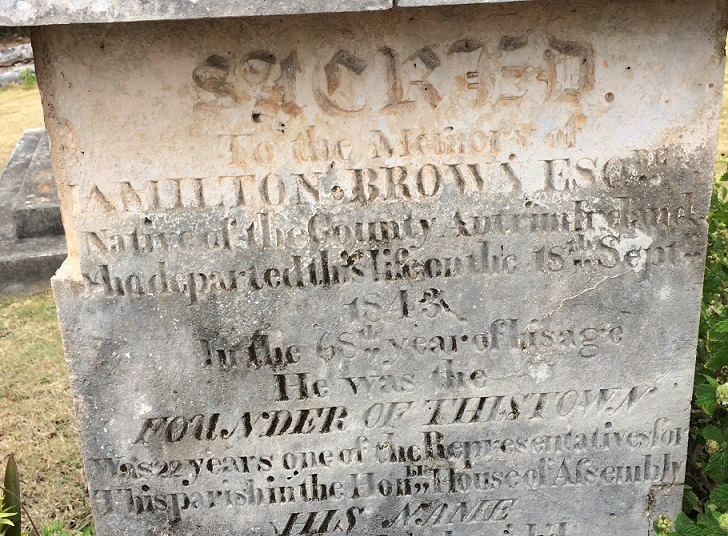 SACRED
To the Memory of
HAMILTON BROWN ESQRE
Native of the County Antrim Ireland
Who departed this life on the 18th Sept
1843
In the 68th year of his age
He was the
FOUNDER OF THIS TOWN
Was 22 years one of the Representatives for
This parish in the Honble House of Assembly
HIS NAME